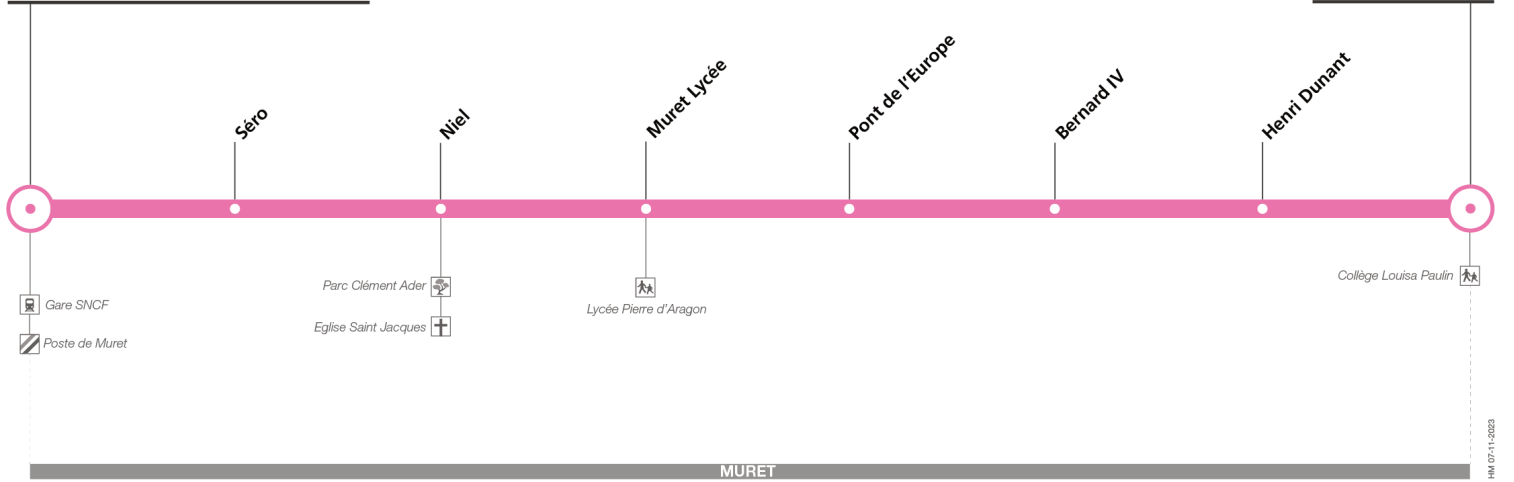 Séro
Niel
Muret Lycée
Pont de l'Europe
Bernard IV
Henri Dunant
Gare SNCF
Poste de Muret
Parc Clément Ader
Eglise Saint Jacques
Lycée Pierre d'Aragon
Collège Louisa Paulin
MURET
HM 07-11-2023